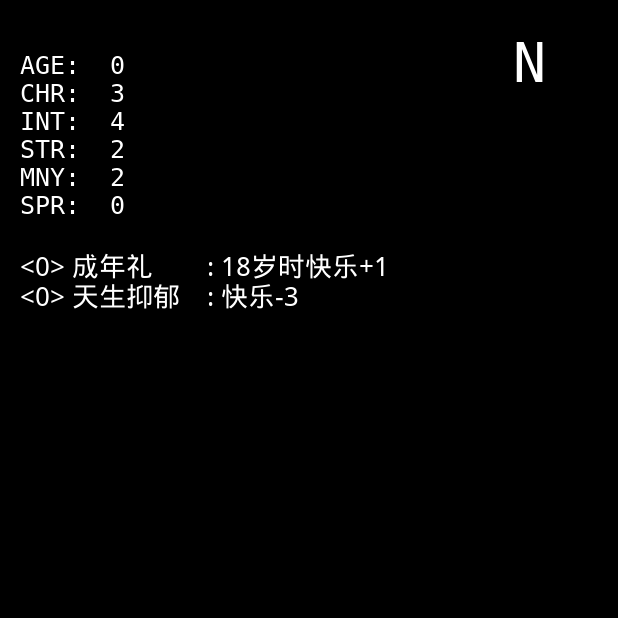 N
AGE: 0
CHR: 3
INT: 4
STR: 2
MNY: 2
SPR: 0
<0> 成年礼 : 18岁时快乐+1
<0> 天生抑郁 : 快乐-3